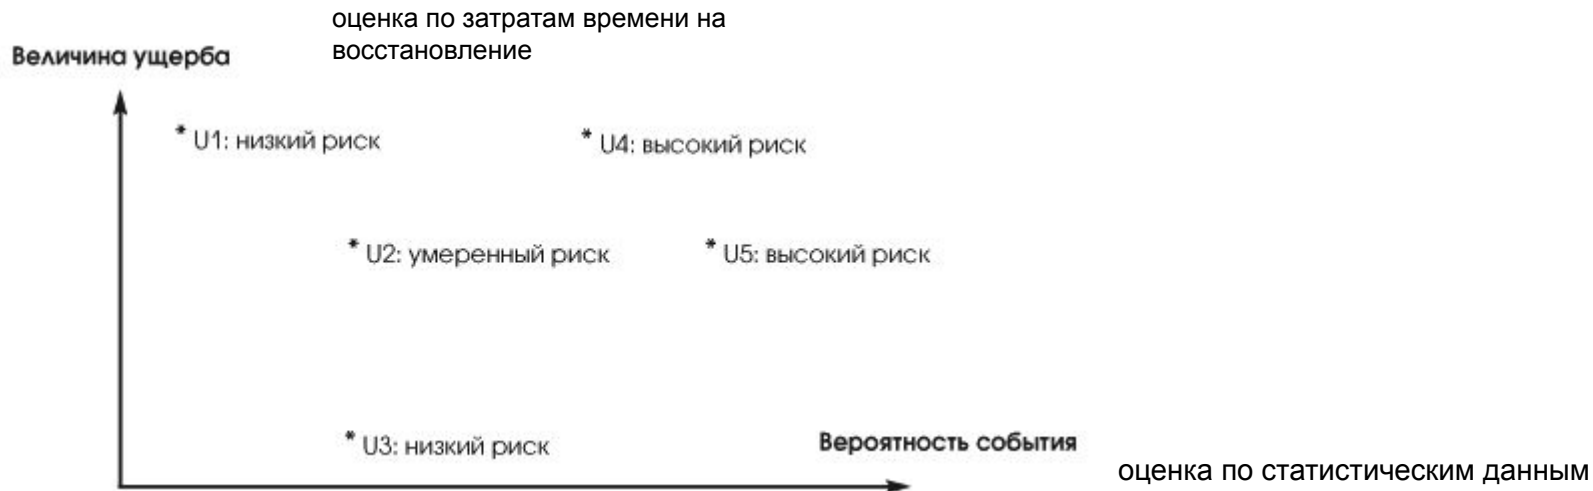 оценка по затратам времени на
восстановление
Величина ущерба
* U1: низкий риск
* U4: высокий риск
* U2: умеренный риск
* U5: высокий риск
* U3: низкий риск
Вероятность события
оценка по статистическим данным